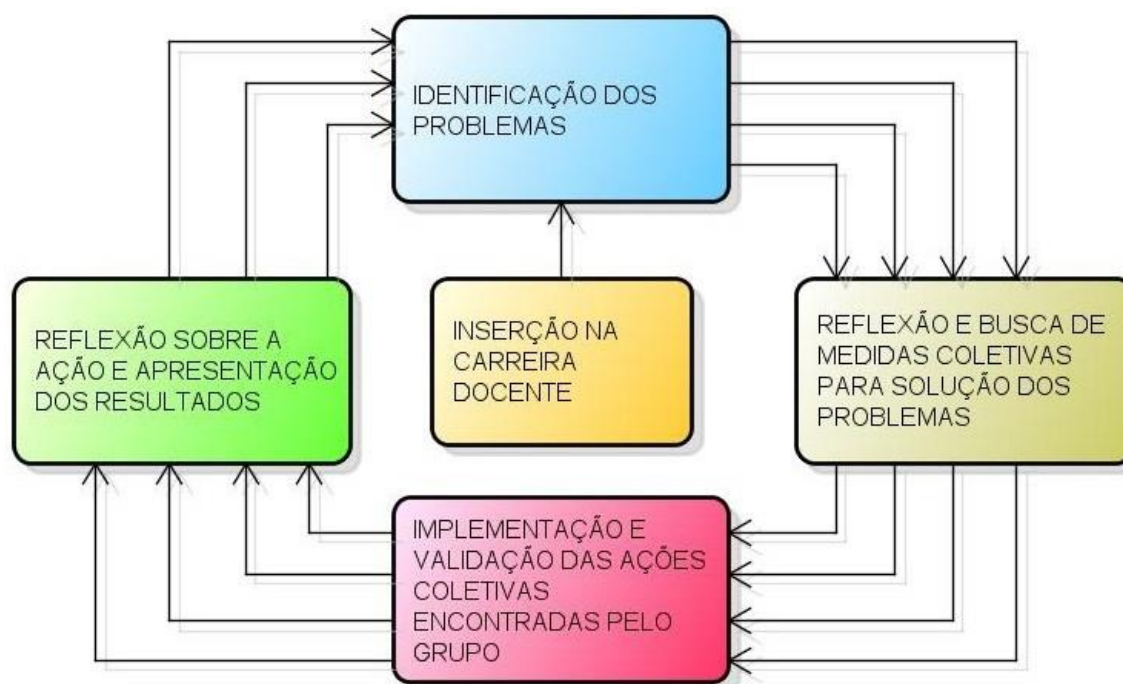 IDENTIFICAÇÃO DOS
PROBLEMAS
REFLEXÃO SOBRE A
AÇÃO E APRESENTAÇÃO
DOS RESULTADOS
INSERÇÃO NA
CARREIRA
DOCENTE
REFLEXÃO E BUSCA DE
MEDIDAS COLETIVAS
PARA SOLUÇÃO DOS
PROBLEMAS
IMPLEMENTAÇÃO E
VALIDAÇÃO DAS AÇÕES
COLETIVAS
ENCONTRADAS PELO
GRUPO